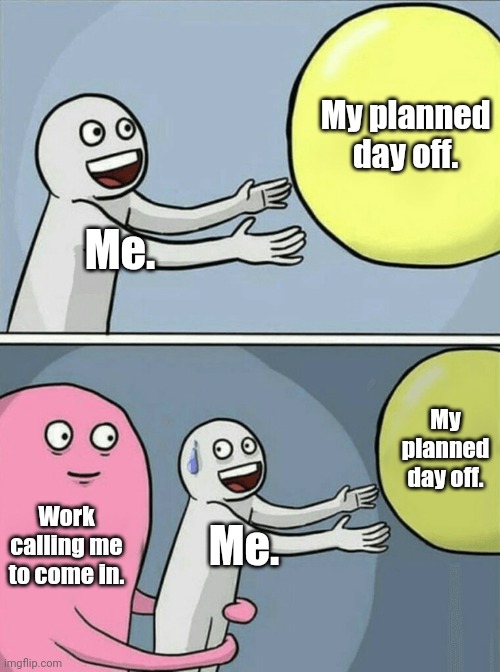 My planned
day off.
Me.
My
planned
day off.
Work
calling me
to come in.
Me.
imgflip.com